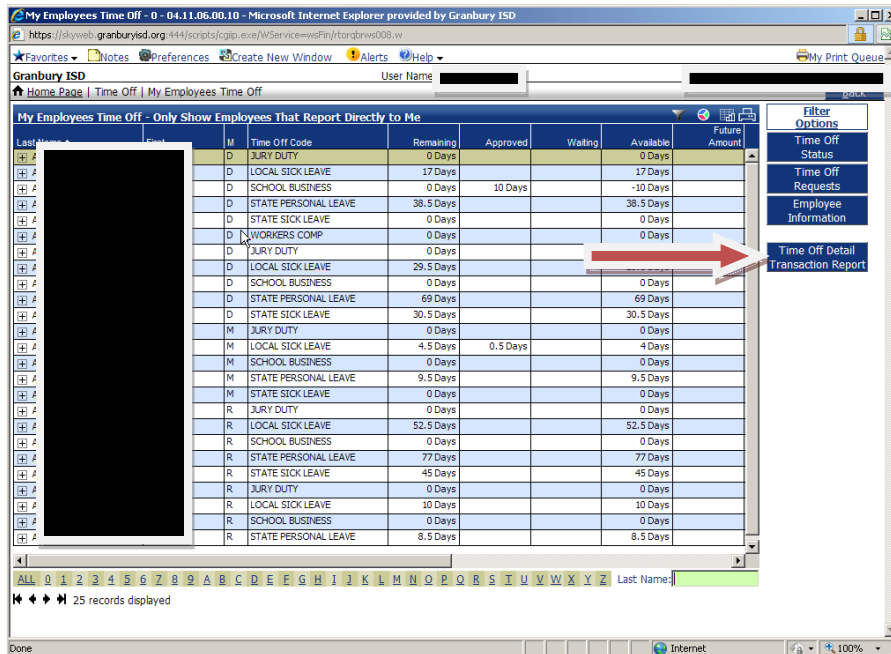 My Employees Time Off - 0 - 04.11.06.00.10 - Microsoft Internet Explorer provided by Granbury ISD
https://skyweb.granburyisd.org:444/scripts/cgiip.exe/WService=wsFin/rtorqbrws008.w
Favorites Notes Preferences Create New Window Alerts Help My Print Queue
Granbury ISD User Name
Home Page | Time Off | My Employees Time Off Back
My Employees Time Off - Only Show Employees That Report Directly to Me
Last Name First M Time Off Code Remaining Approved Waiting Available Future Amount
A D JURY DUTY 0 Days 0 Days
A D LOCAL SICK LEAVE 17 Days 17 Days
A D SCHOOL BUSINESS 0 Days 10 Days -10 Days
A D STATE PERSONAL LEAVE 38.5 Days 38.5 Days
A D STATE SICK LEAVE 0 Days 0 Days
A D WORKERS COMP 0 Days 0 Days
A D JURY DUTY 0 Days
A D LOCAL SICK LEAVE 29.5 Days
A D SCHOOL BUSINESS 0 Days 0 Days
A D STATE PERSONAL LEAVE 69 Days 69 Days
A D STATE SICK LEAVE 30.5 Days 30.5 Days
A M JURY DUTY 0 Days 0 Days
A M LOCAL SICK LEAVE 4.5 Days 0.5 Days 4 Days
A M SCHOOL BUSINESS 0 Days 0 Days
A M STATE PERSONAL LEAVE 9.5 Days 9.5 Days
A M STATE SICK LEAVE 0 Days 0 Days
A R JURY DUTY 0 Days 0 Days
A R LOCAL SICK LEAVE 52.5 Days 52.5 Days
A R SCHOOL BUSINESS 0 Days 0 Days
A R STATE PERSONAL LEAVE 77 Days 77 Days
A R STATE SICK LEAVE 45 Days 45 Days
A R JURY DUTY 0 Days 0 Days
A R LOCAL SICK LEAVE 10 Days 10 Days
A R SCHOOL BUSINESS 0 Days 0 Days
A R STATE PERSONAL LEAVE 8.5 Days 8.5 Days
Filter
Options
Time Off
Status
Time Off
Requests
Employee
Information
Time Off Detail
Transaction Report
ALL 0 1 2 3 4 5 6 7 8 9 A B C D E F G H I J K L M N O P Q R S T U V W X Y Z Last Name:
25 records displayed
Done Internet 100%